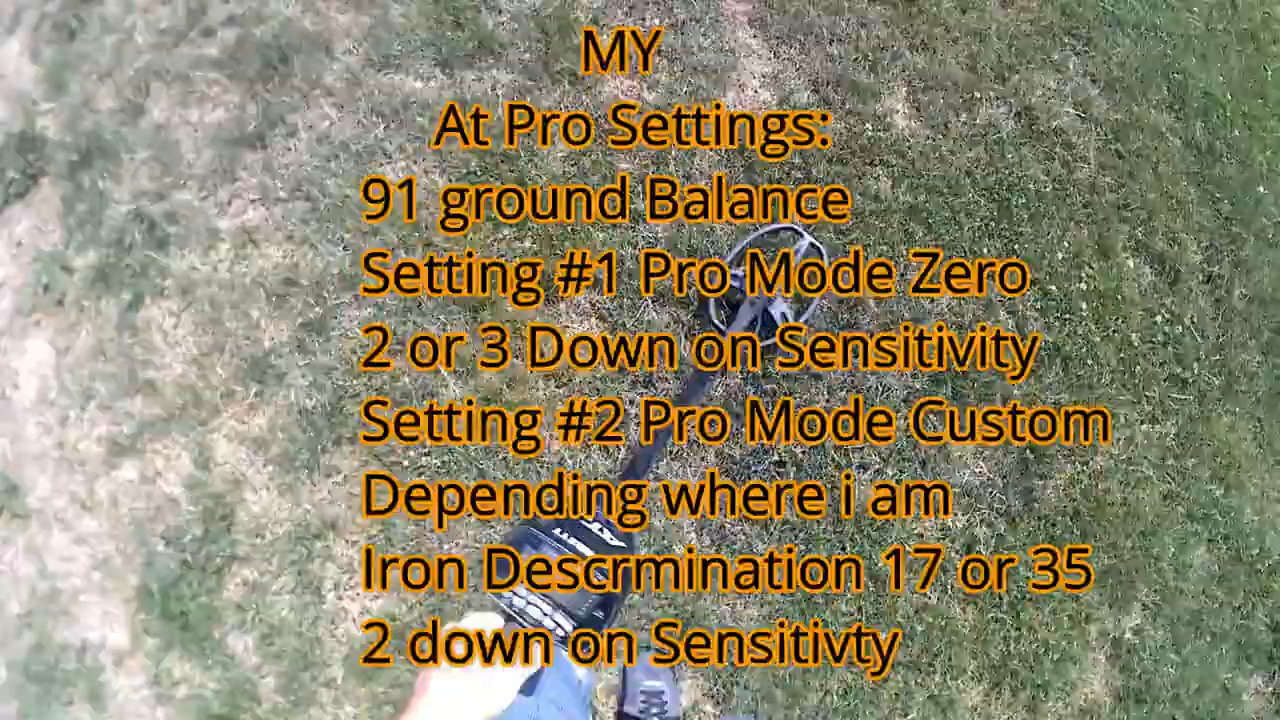 MY
At Pro Settings:
91 ground Balance
Setting #1 Pro Mode Zero
2 or 3 Down on Sensitivity
Setting #2 Pro Mode Custom
Depending where i am
Iron Descrmination 17 or 35
2 down on Sensitivty